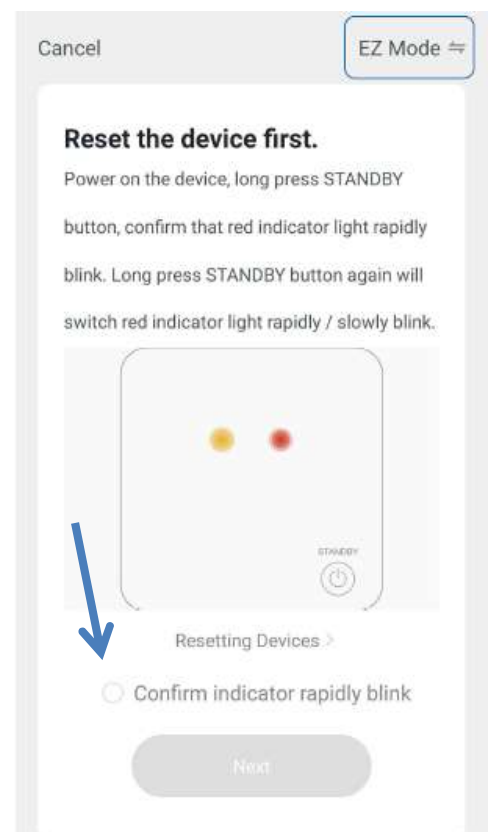 Cancel
EZ Mode ⇋
Reset the device first.
Power on the device, long press STANDBY
button, confirm that red indicator light rapidly
blink. Long press STANDBY button again will
switch red indicator light rapidly / slowly blink.
STANDBY
Resetting Devices >
Confirm indicator rapidly blink
Next